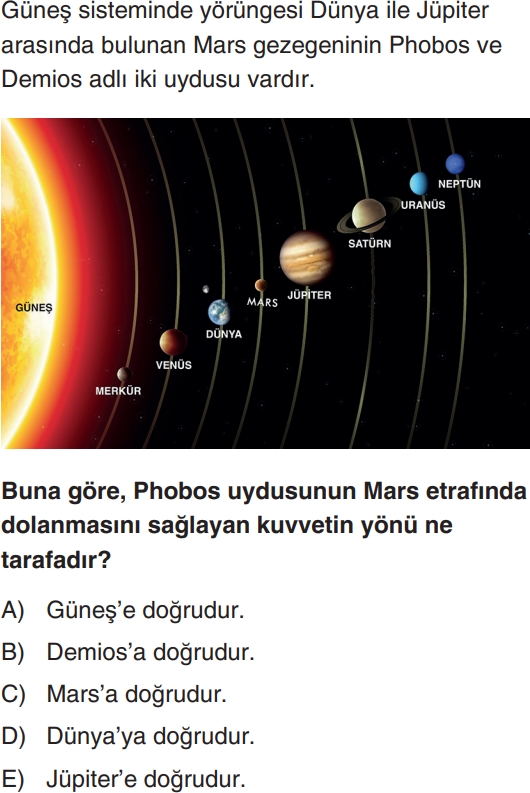 Güneş sisteminde yörüngesi Dünya ile Jüpiter
arasında bulunan Mars gezegeninin Phobos ve
Demios adlı iki uydusu vardır.
NEPTÜN
URANÜS
SATÜRN
JÜPİTER
MARS
GÜNEŞ
DÜNYA
VENÜS
MERKÜR
Buna göre, Phobos uydusunun Mars etrafında
dolanmasını sağlayan kuvvetin yönü ne
tarafadır?
A) Güneş'e doğrudur.
B) Demios'a doğrudur.
C) Mars'a doğrudur.
D) Dünya'ya doğrudur.
E) Jüpiter'e doğrudur.